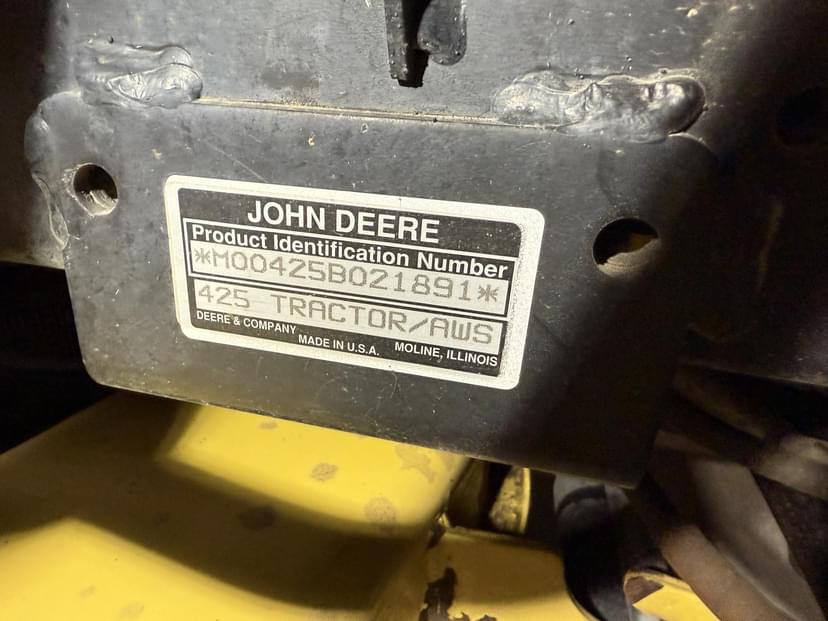 JOHN DEERE
Product Identification Number
*M00425B021891*
425 TRACTOR/AWS
DEERE & COMPANY
MADE IN U.S.A.
MOLINE, ILLINOIS